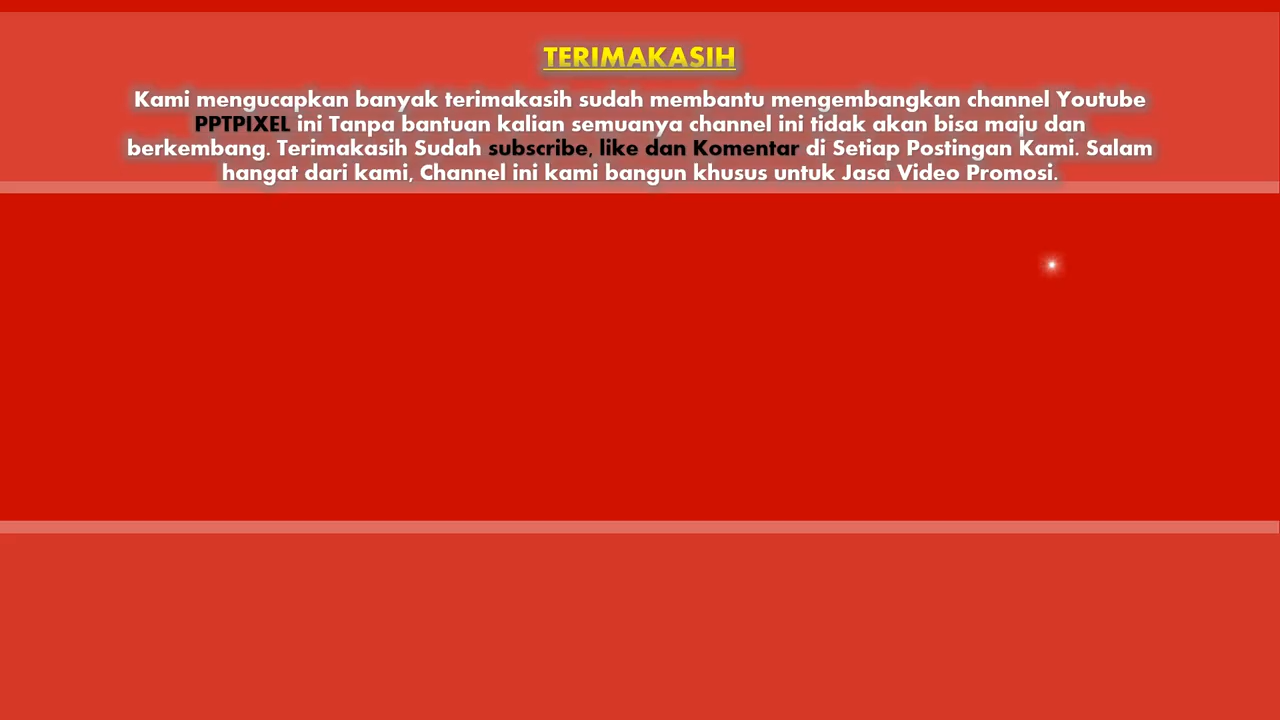 TERIMAKASIH
Kami mengucapkan banyak terimakasih sudah membantu mengembangkan channel Youtube
PPTPIXEL ini Tanpa bantuan kalian semuanya channel ini tidak akan bisa maju dan
berkembang. Terimakasih Sudah subscribe, like dan Komentar di Setiap Postingan Kami. Salam
hangat dari kami, Channel ini kami bangun khusus untuk Jasa Video Promosi.